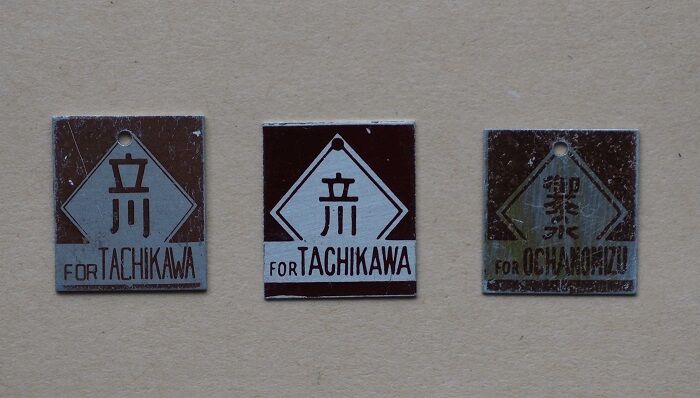 立川
FOR TACHIKAWA
立川
FOR TACHIKAWA
御茶水
FOR OCHANOMIZU